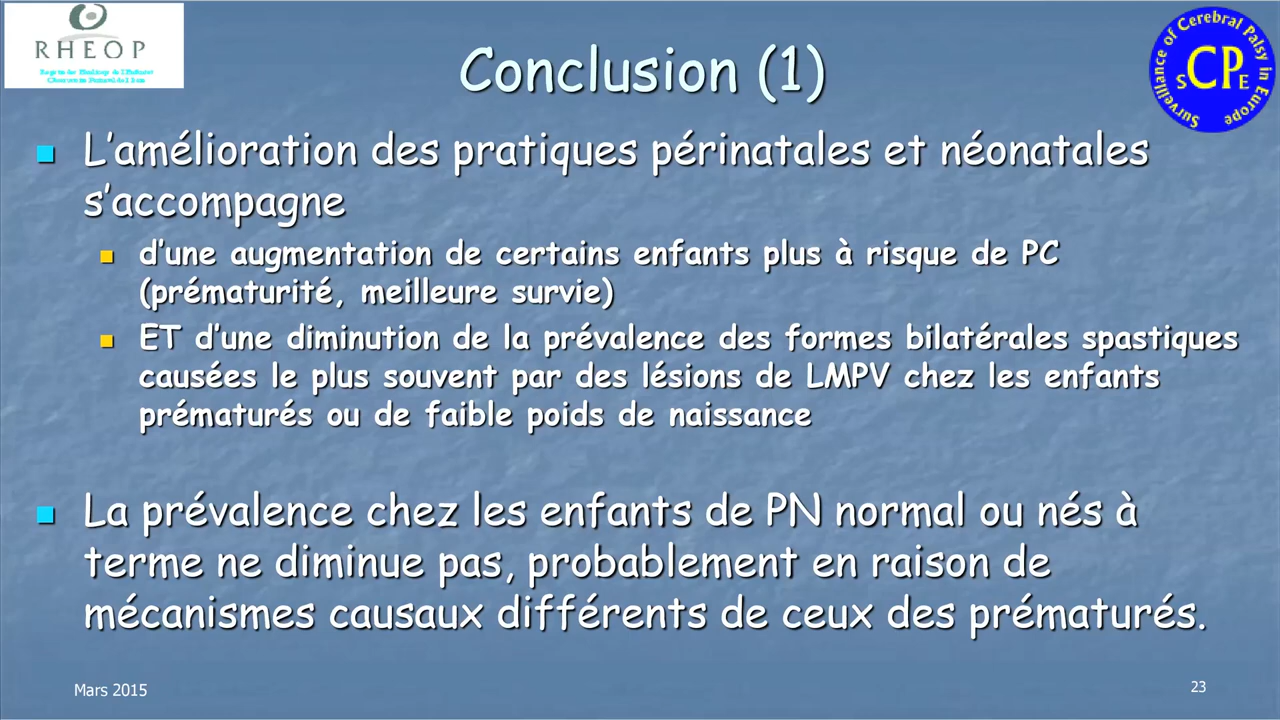 RHEOP
Conclusion (1)
Surveillance of Cerebral Palsy in Europe
SCPE
L’amélioration des pratiques périnatales et néonatales
s’accompagne
d’une augmentation de certains enfants plus à risque de PC
(prématurité, meilleure survie)
ET d’une diminution de la prévalence des formes bilatérales spastiques
causées le plus souvent par des lésions de LMPV chez les enfants
prématurés ou de faible poids de naissance
La prévalence chez les enfants de PN normal ou nés à
terme ne diminue pas, probablement en raison de
mécanismes causaux différents de ceux des prématurés.
Mars 2015
23